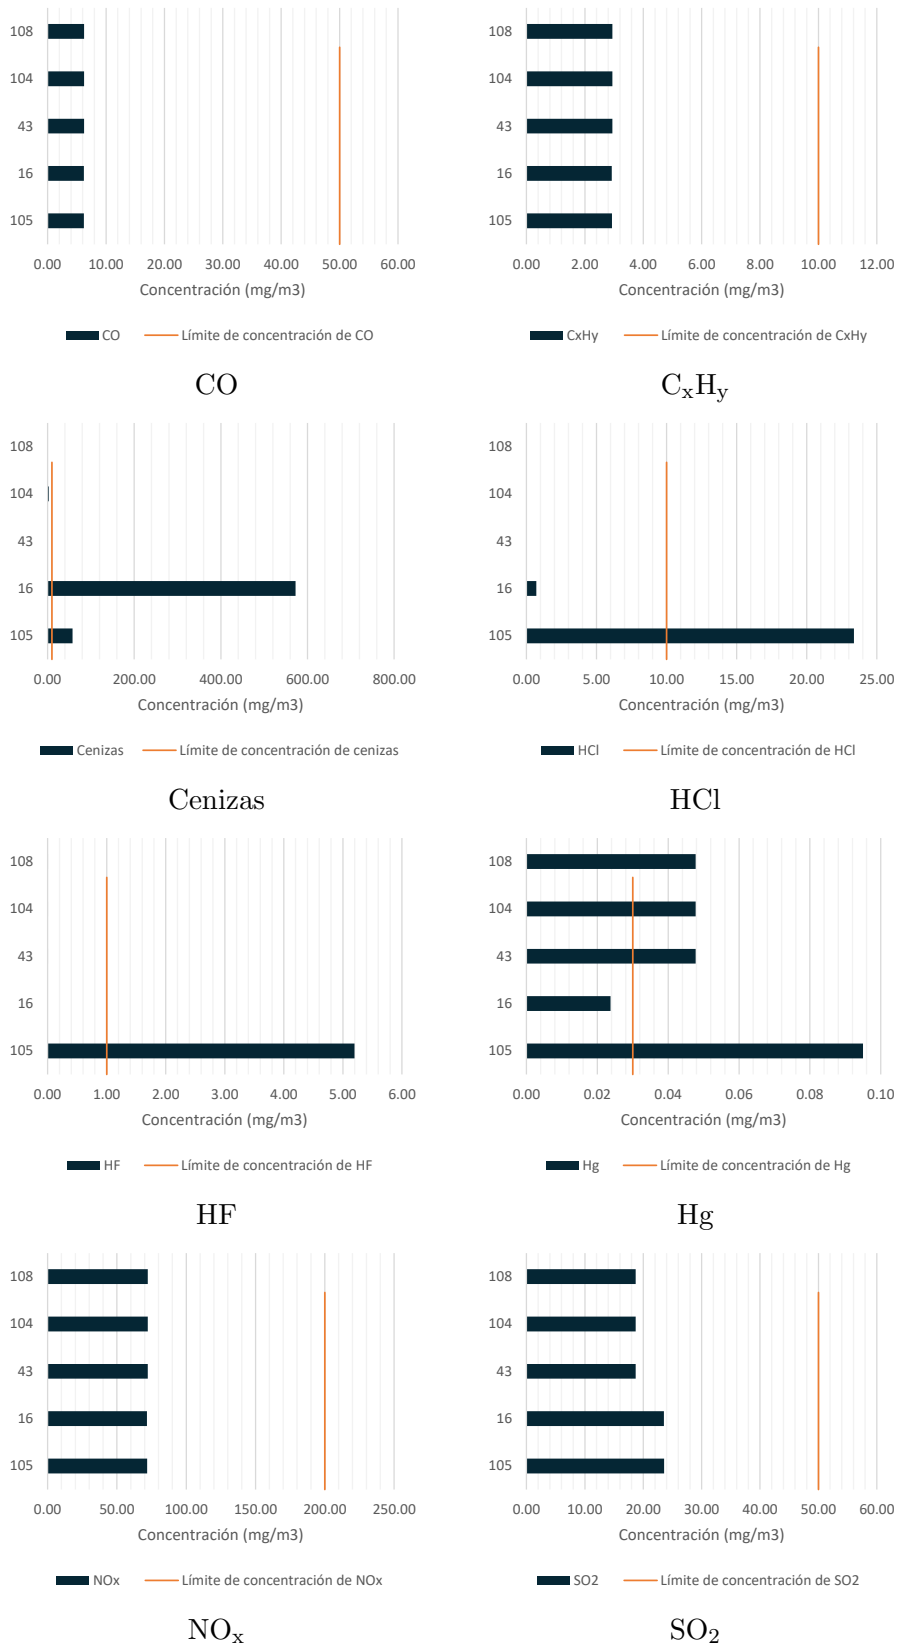 108
104
43
16
105
0.00 10.00 20.00 30.00 40.00 50.00 60.00
Concentración (mg/m3)
CO Límite de concentración de CO
CO
108
104
43
16
105
0.00 2.00 4.00 6.00 8.00 10.00 12.00
Concentración (mg/m3)
CxHy Límite de concentración de CxHy
CxHy
108
104
43
16
105
0.00 200.00 400.00 600.00 800.00
Concentración (mg/m3)
Cenizas Límite de concentración de cenizas
Cenizas
108
104
43
16
105
0.00 5.00 10.00 15.00 20.00 25.00
Concentración (mg/m3)
HCl Límite de concentración de HCl
HCl
108
104
43
16
105
0.00 1.00 2.00 3.00 4.00 5.00 6.00
Concentración (mg/m3)
HF Límite de concentración de HF
HF
108
104
43
16
105
0.00 0.02 0.04 0.06 0.08 0.10
Concentración (mg/m3)
Hg Límite de concentración de Hg
Hg
108
104
43
16
105
0.00 50.00 100.00 150.00 200.00 250.00
Concentración (mg/m3)
NOx Límite de concentración de NOx
NOx
108
104
43
16
105
0.00 10.00 20.00 30.00 40.00 50.00 60.00
Concentración (mg/m3)
SO2 Límite de concentración de SO2
SO2